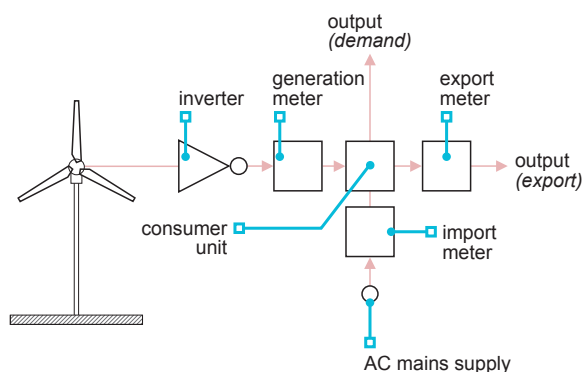 output
(demand)
generation
meter
export
meter
inverter
output
(export)
consumer
unit
import
meter
AC mains supply